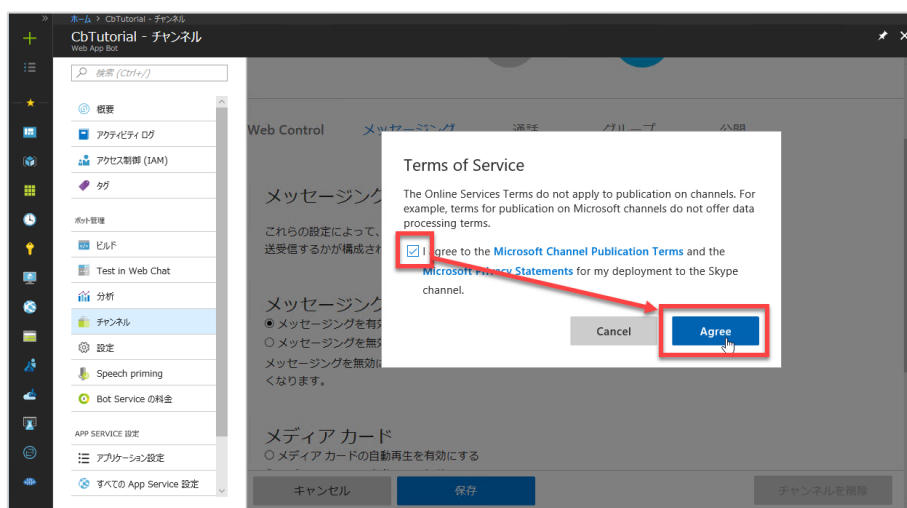 ホーム > CbTutorial - チャンネル
CbTutorial - チャンネル
Web App Bot
検索 (Ctrl+/)
概要
アクティビティ ログ
アクセス制御 (IAM)
タグ
ボット管理
ビルド
Test in Web Chat
分析
チャンネル
設定
Speech priming
Bot Service の料金
APP SERVICE 設定
アプリケーション設定
すべての App Service 設定
Web Control
メッセージング
通話
グループ
公開
メッセージング
これらの設定によって、
送受信するかが構成され
メッセージング
メッセージングを有効
メッセージングを無効
メッセージングを無効に
くなります。
メディア カード
メディア カードの自動再生を有効にする
キャンセル
保存
チャンネルを削除
Terms of Service
The Online Services Terms do not apply to publication on channels. For
example, terms for publication on Microsoft channels do not offer data
processing terms.
I agree to the Microsoft Channel Publication Terms and the
Microsoft Privacy Statements for my deployment to the Skype
channel.
Cancel
Agree